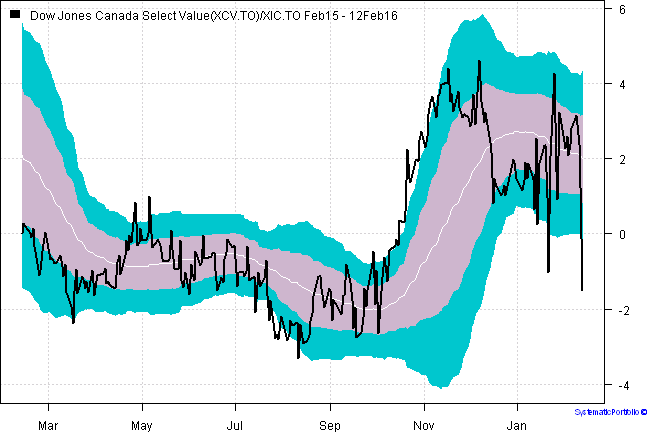 Dow Jones Canada Select Value(XCV.TO)/XIC.TO Feb15 - 12Feb16
6
4
2
0
-2
-4
Mar May Jul Sep Nov Jan
SystematicPortfolio ©